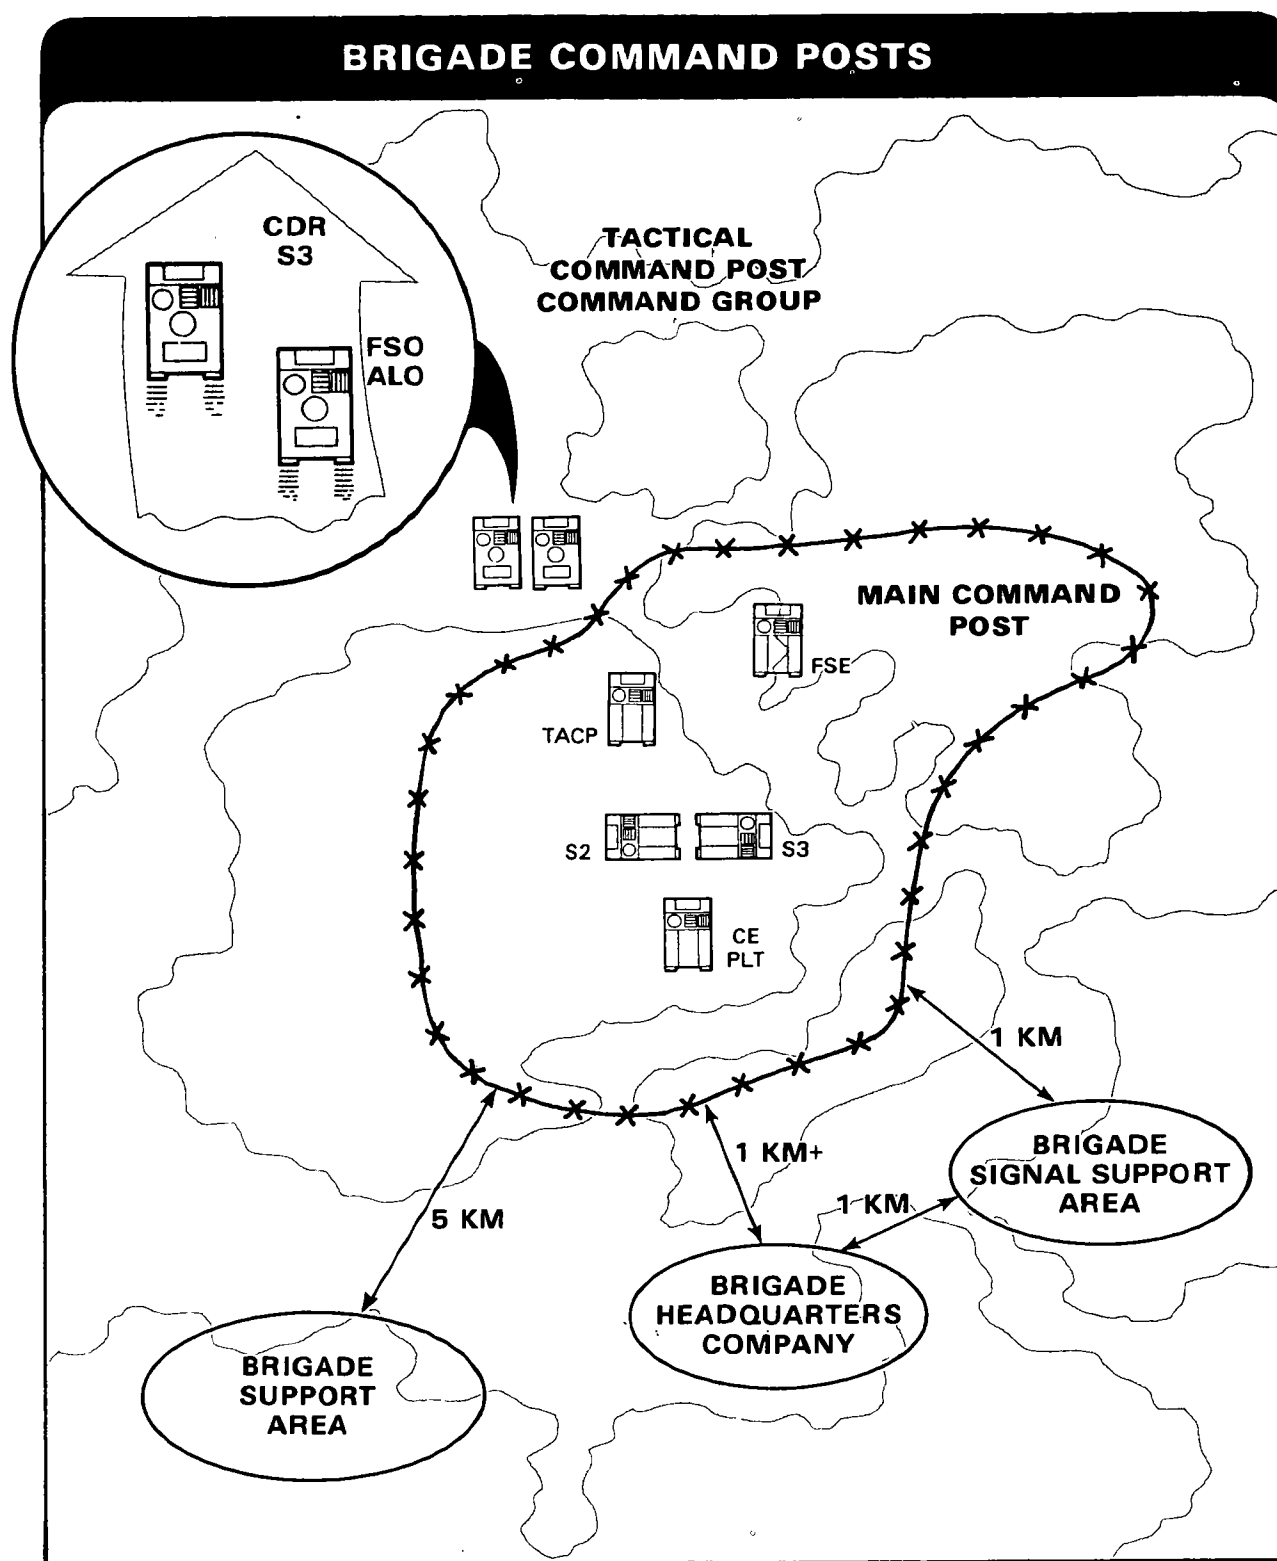 BRIGADE COMMAND POSTS
CDR
S3
FSO
ALO
TACTICAL
COMMAND POST
COMMAND GROUP
MAIN COMMAND
POST
FSE
TACP
S2
S3
CE
PLT
1 KM
1 KM+
1 KM
5 KM
BRIGADE
SIGNAL SUPPORT
AREA
BRIGADE
HEADQUARTERS
COMPANY
BRIGADE
SUPPORT
AREA